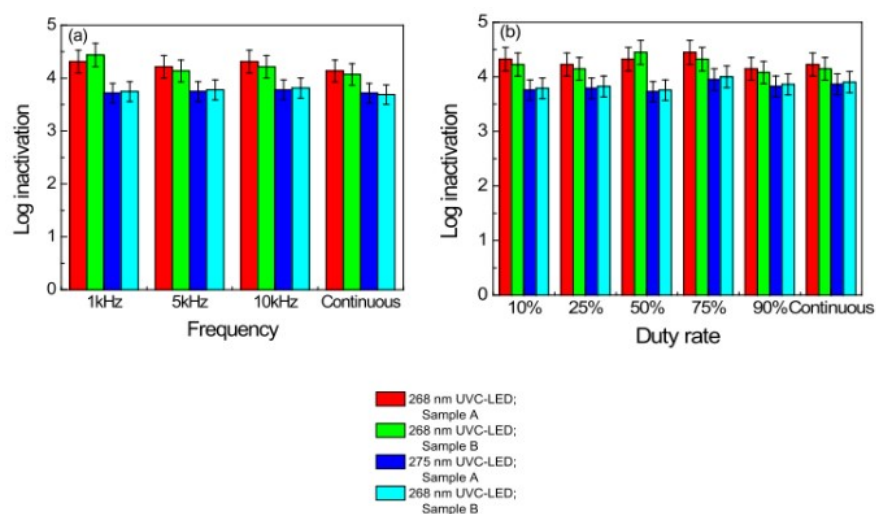 (a)
Log inactivation
5
4
3
2
1
0
1kHz 5kHz 10kHz Continuous
Frequency
(b)
Log inactivation
5
4
3
2
1
0
10% 25% 50% 75% 90% Continuous
Duty rate
268 nm UVC-LED;
Sample A
268 nm UVC-LED;
Sample B
275 nm UVC-LED;
Sample A
268 nm UVC-LED;
Sample B